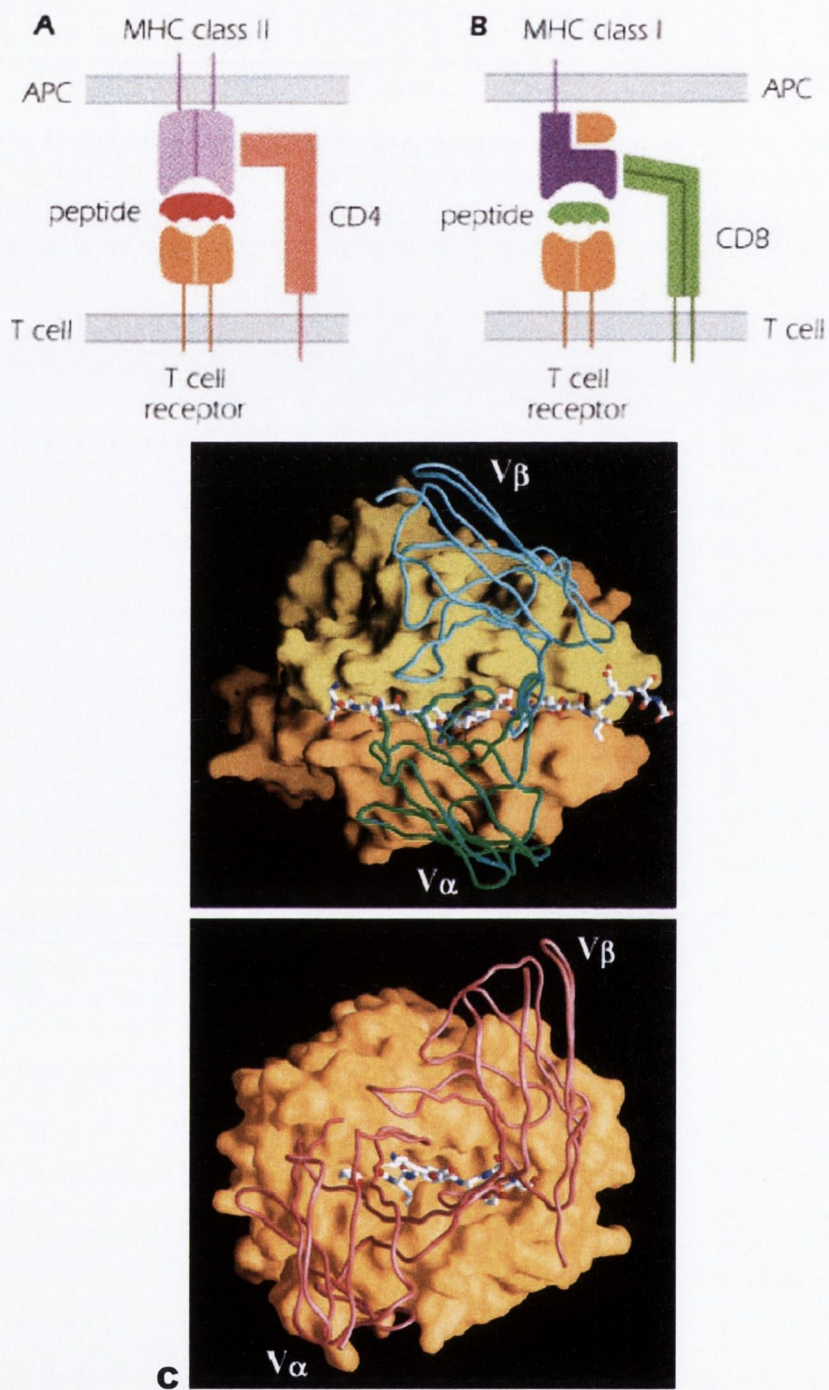 A
MHC class II
APC
peptide
CD4
T cell
T cell
receptor
B
MHC class I
APC
peptide
CD8
T cell
T cell
receptor
Vβ
Vα
Vβ
Vα
C